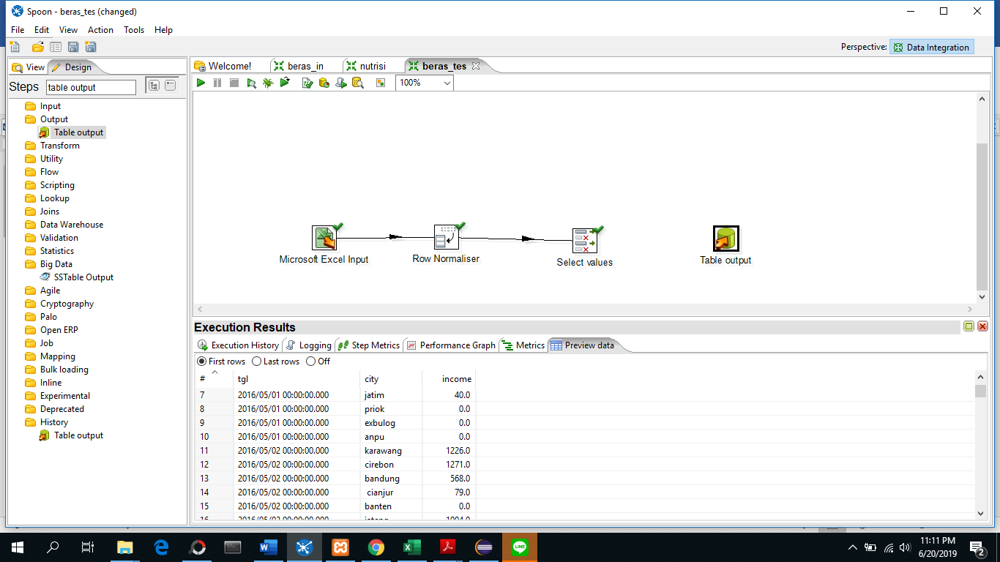 Spoon - beras_tes (changed)
File Edit View Action Tools Help
Perspective: Data Integration
View Design
Welcome! beras_in nutrisi beras_tes
Steps table output
100%
Input
Output
Table output
Transform
Utility
Flow
Scripting
Lookup
Joins
Data Warehouse
Validation
Statistics
Big Data
SSTable Output
Agile
Cryptography
Palo
Open ERP
Job
Mapping
Bulk loading
Inline
Experimental
Deprecated
History
Table output
Microsoft Excel Input
Row Normaliser
Select values
Table output
Execution Results
Execution History Logging Step Metrics Performance Graph Metrics Preview data
First rows Last rows Off
# tgl city income
7 2016/05/01 00:00:00.000 jatim 40.0
8 2016/05/01 00:00:00.000 priok 0.0
9 2016/05/01 00:00:00.000 exbulog 0.0
10 2016/05/01 00:00:00.000 anpu 0.0
11 2016/05/02 00:00:00.000 karawang 1226.0
12 2016/05/02 00:00:00.000 cirebon 1271.0
13 2016/05/02 00:00:00.000 bandung 568.0
14 2016/05/02 00:00:00.000 cianjur 79.0
15 2016/05/02 00:00:00.000 banten 0.0
11:11 PM
6/20/2019
2